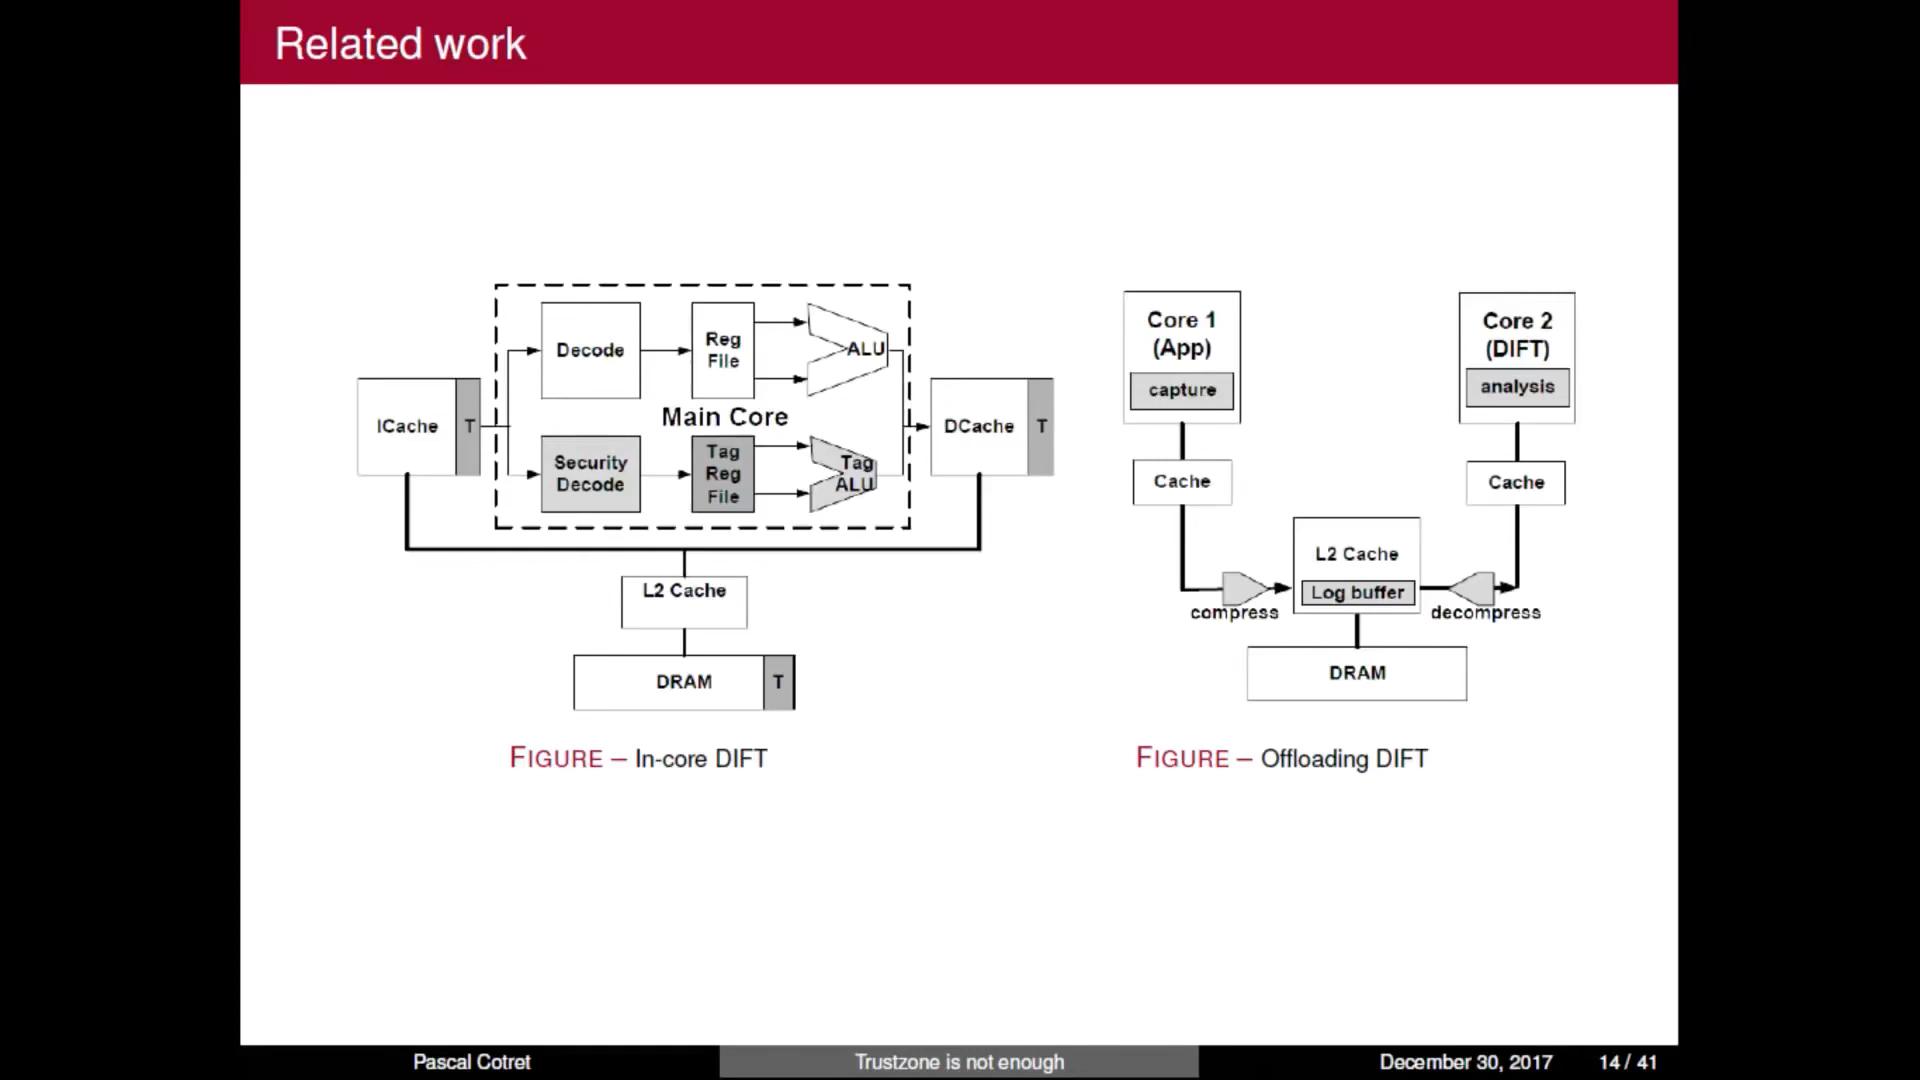 Related work
Decode
Reg
File
ALU
Main Core
ICache
T
Security
Decode
Tag
Reg
File
Tag
ALU
DCache
T
L2 Cache
DRAM
T
FIGURE – In-core DIFT
Core 1
(App)
capture
Cache
compress
Core 2
(DIFT)
analysis
Cache
L2 Cache
Log buffer
decompress
DRAM
FIGURE – Offloading DIFT
Pascal Cotret
Trustzone is not enough
December 30, 2017
14 / 41